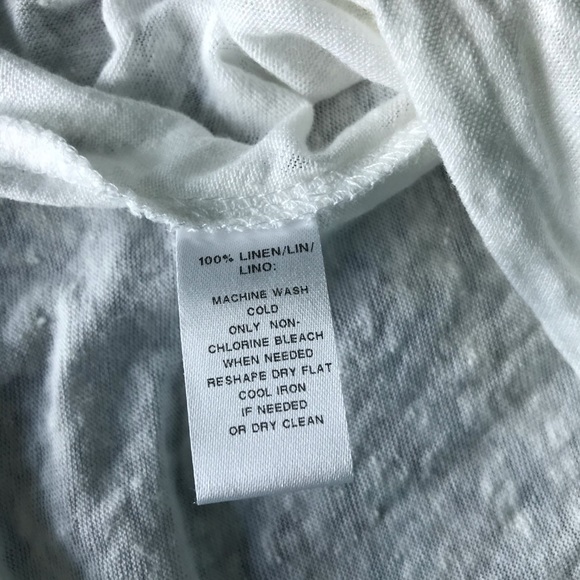 100% LINEN/LIN/
LINO:
MACHINE WASH
COLD
ONLY NON-
CHLORINE BLEACH
WHEN NEEDED
RESHAPE DRY FLAT
COOL IRON
IF NEEDED
OR DRY CLEAN